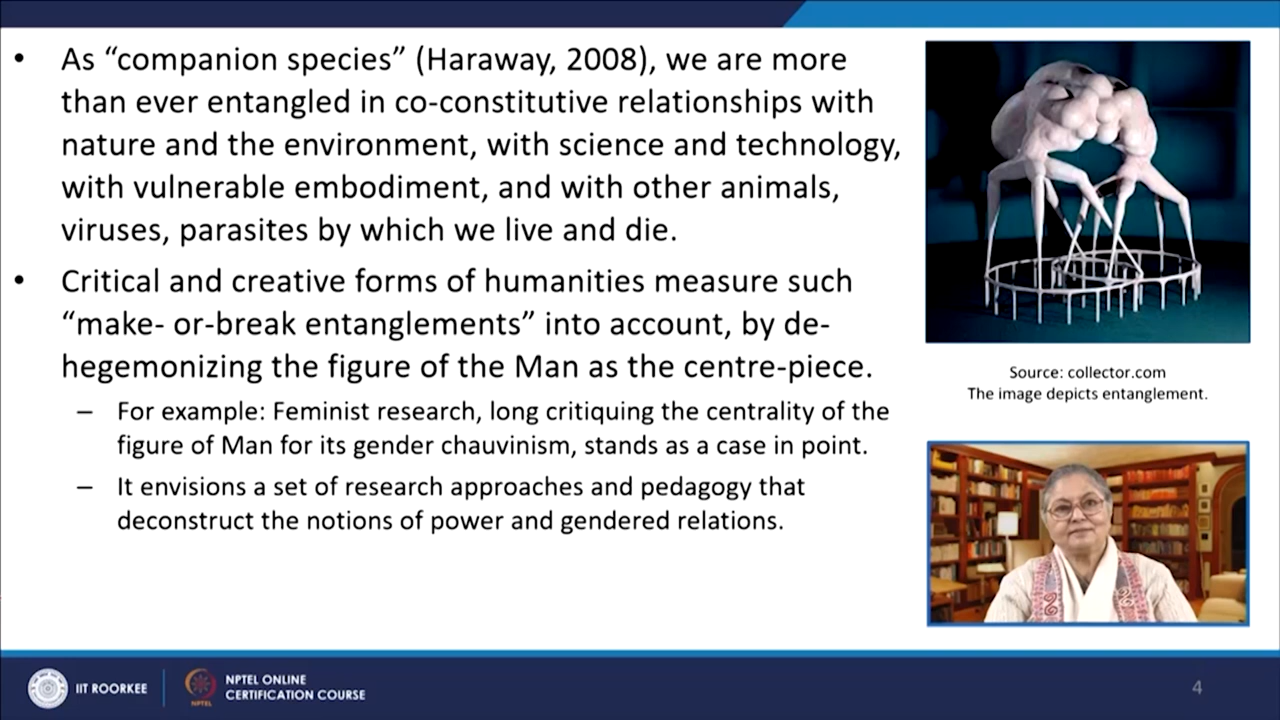 • As “companion species” (Haraway, 2008), we are more
than ever entangled in co-constitutive relationships with
nature and the environment, with science and technology,
with vulnerable embodiment, and with other animals,
viruses, parasites by which we live and die.
• Critical and creative forms of humanities measure such
“make- or-break entanglements” into account, by de-
hegemonizing the figure of the Man as the centre-piece.
– For example: Feminist research, long critiquing the centrality of the
figure of Man for its gender chauvinism, stands as a case in point.
– It envisions a set of research approaches and pedagogy that
deconstruct the notions of power and gendered relations.
Source: collector.com
The image depicts entanglement.
IIT ROORKEE
NPTEL
NPTEL ONLINE
CERTIFICATION COURSE
4